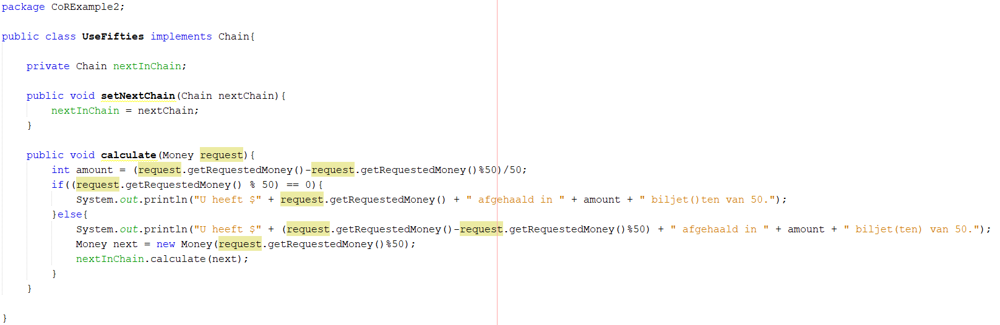 package CoRExample2;
public class UseFifties implements Chain{
private Chain nextInChain;
public void setNextChain(Chain nextChain){
nextInChain = nextChain;
}
public void calculate(Money request){
int amount = (request.getRequestedMoney()-request.getRequestedMoney()%50)/50;
if((request.getRequestedMoney() % 50) == 0){
System.out.println("U heeft $" + request.getRequestedMoney() + " afgehaald in " + amount + " biljet()ten van 50.");
}else{
System.out.println("U heeft $" + (request.getRequestedMoney()-request.getRequestedMoney()%50) + " afgehaald in " + amount + " biljet(ten) van 50.");
Money next = new Money(request.getRequestedMoney()%50);
nextInChain.calculate(next);
}
}
}